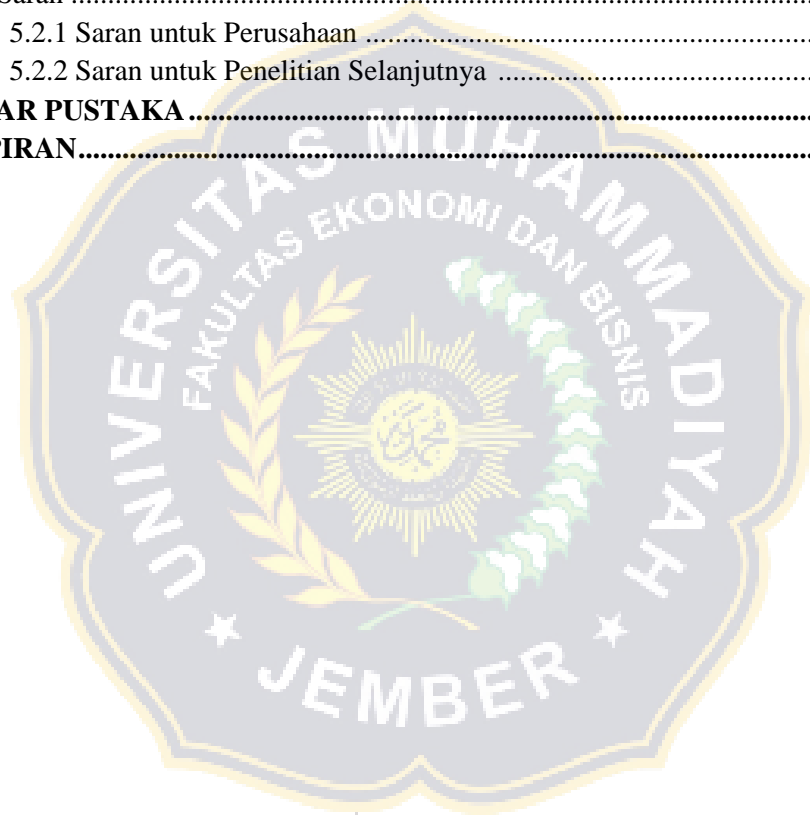 Saran ........................................................................................................
5.2.1 Saran untuk Perusahaan ...............................................................
5.2.2 Saran untuk Penelitian Selanjutnya ............................................
AR PUSTAKA..........................................................................................
PIRAN.......................................................................................................
UNIVERSITAS MUHAMMADIYAH
FAKULTAS EKONOMI DAN BISNIS
JEMBER